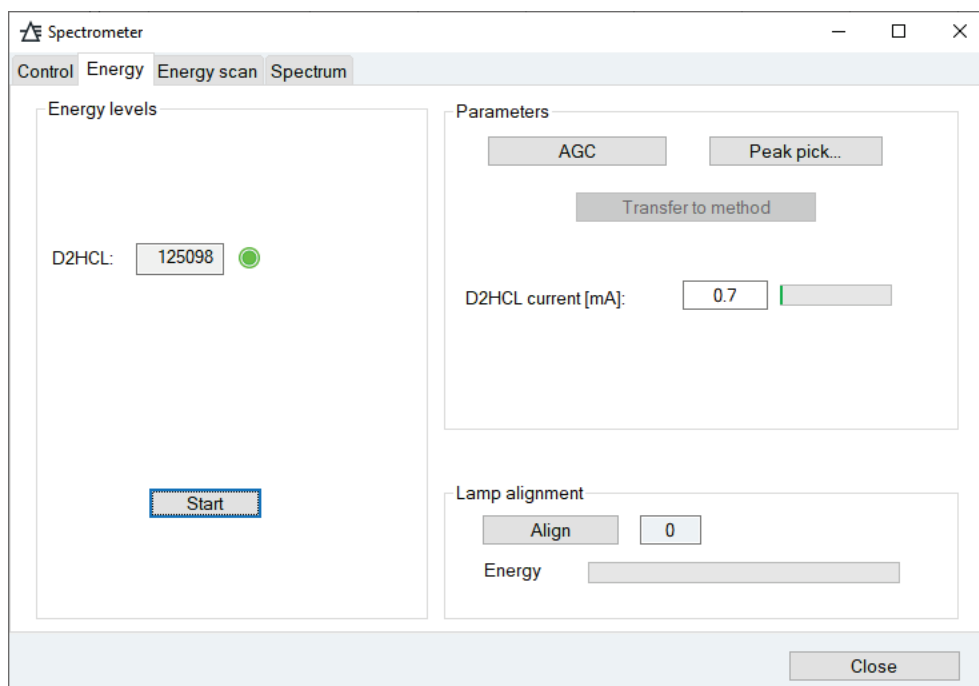 Spectrometer
Control Energy Energy scan Spectrum
Energy levels
D2HCL: 125098
Start
Parameters
AGC Peak pick...
Transfer to method
D2HCL current [mA]: 0.7
Lamp alignment
Align 0
Energy
Close